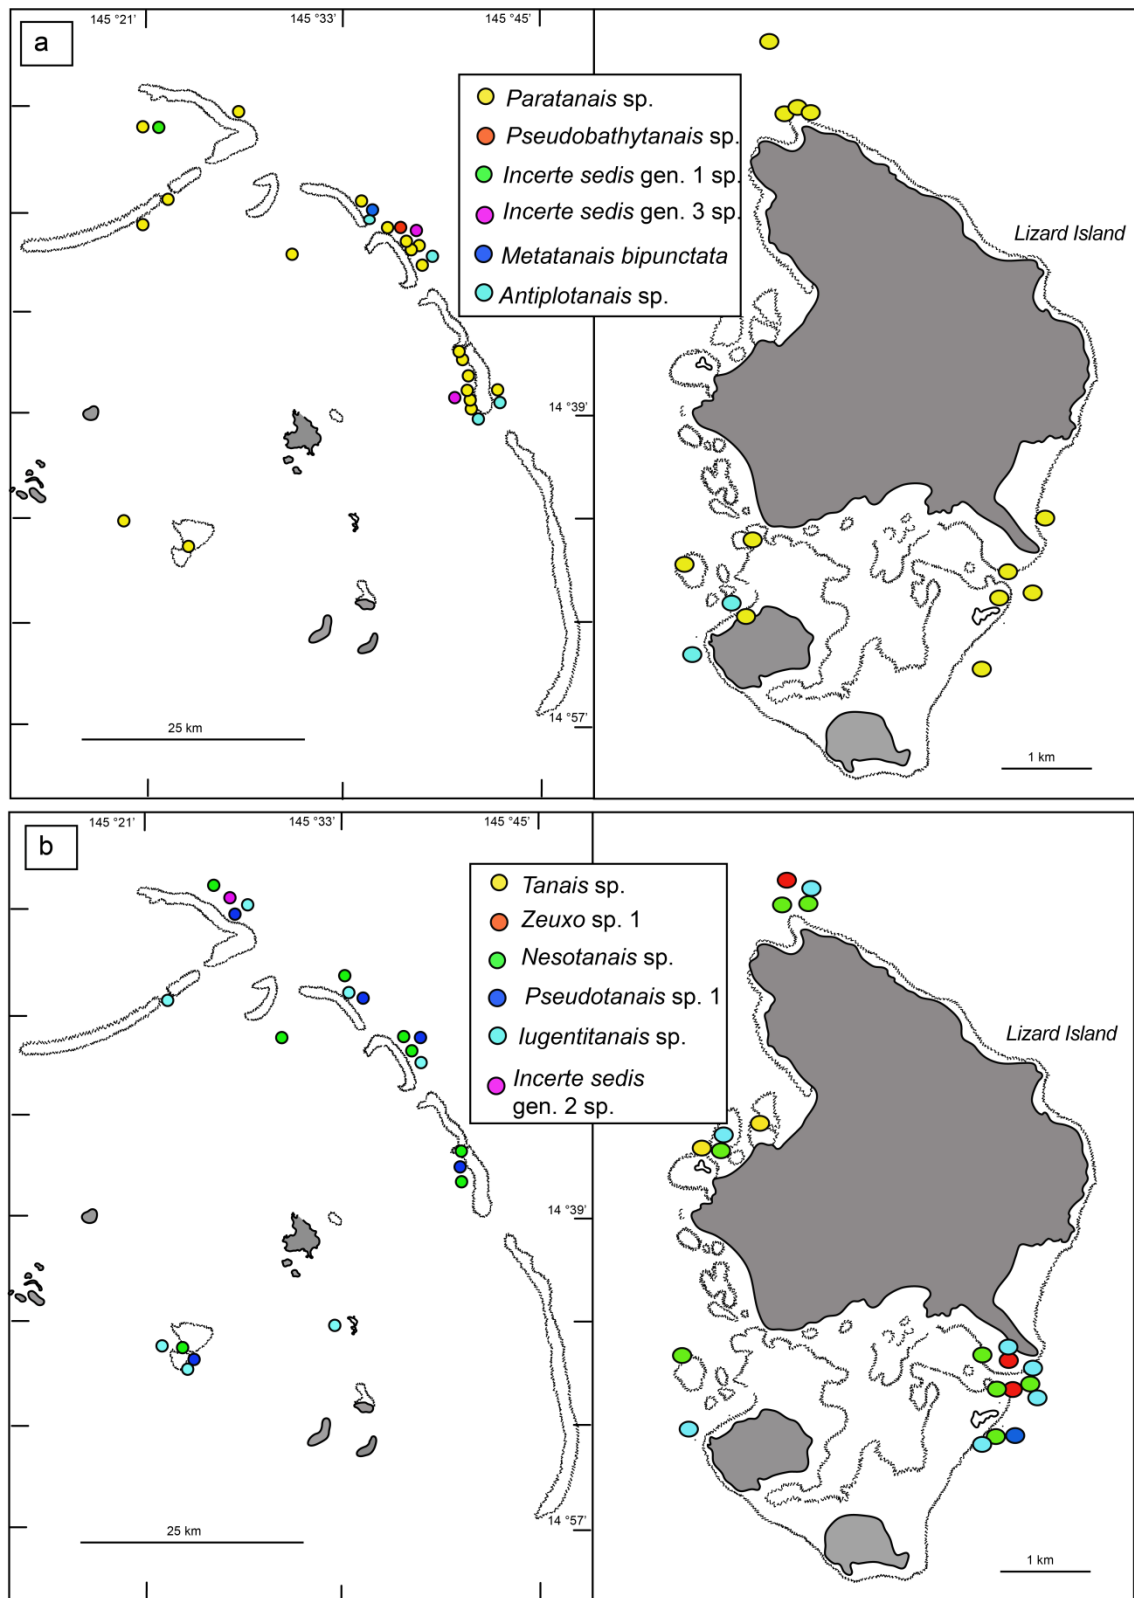 a
145 °21'
145 °33'
145 °45'
Paratanais sp.
Pseudobathytanais sp.
Incerte sedis gen. 1 sp.
Incerte sedis gen. 3 sp.
Metatanais bipunctata
Antiplotanais sp.
Lizard Island
14 °39'
14 °57'
25 km
1 km
b
145 °21'
145 °33'
145 °45'
Tanais sp.
Zeuxo sp. 1
Nesotanais sp.
Pseudotanais sp. 1
Iugentitanais sp.
Incerte sedis
gen. 2 sp.
Lizard Island
14 °39'
14 °57'
25 km
1 km